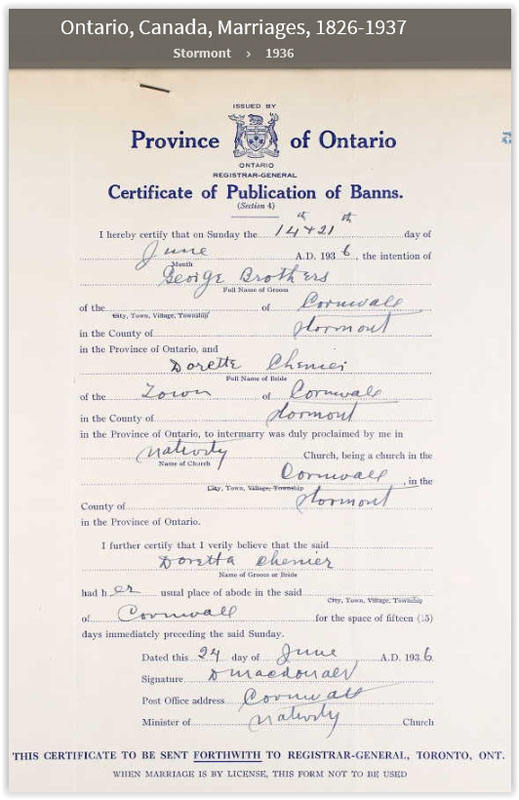 Ontario, Canada, Marriages, 1826-1937
Stormont › 1936
ISSUED BY
Province of Ontario
ONTARIO
REGISTRAR-GENERAL
Certificate of Publication of Banns.
(Section 4)
I hereby certify that on Sunday the 14th + 21th day of
June A.D. 1936, the intention of
Month
George Brothers
Full Name of Groom
of the of Cornwall
City, Town, Village, Township
in the County of Stormont
in the Province of Ontario, and
Dorette Chenier
Full Name of Bride
of the Town of Cornwall
in the County of Stormont
in the Province of Ontario, to intermarry was duly proclaimed by me in
Nativity Church, being a church in the
Name of Church
Cornwall, in the
City, Town, Village, Township
County of Stormont
in the Province of Ontario.
I further certify that I verily believe that the said
Doretta Chenier
Name of Groom or Bride
had her usual place of abode in the said
City, Town, Village, Township
of Cornwall for the space of fifteen (15)
days immediately preceding the said Sunday.
Dated this 24 day of June A.D. 1936
Signature D Macdonald
Post Office address Cornwall
Minister of Nativity Church
THIS CERTIFICATE TO BE SENT FORTHWITH TO REGISTRAR-GENERAL, TORONTO, ONT.
WHEN MARRIAGE IS BY LICENSE, THIS FORM NOT TO BE USED